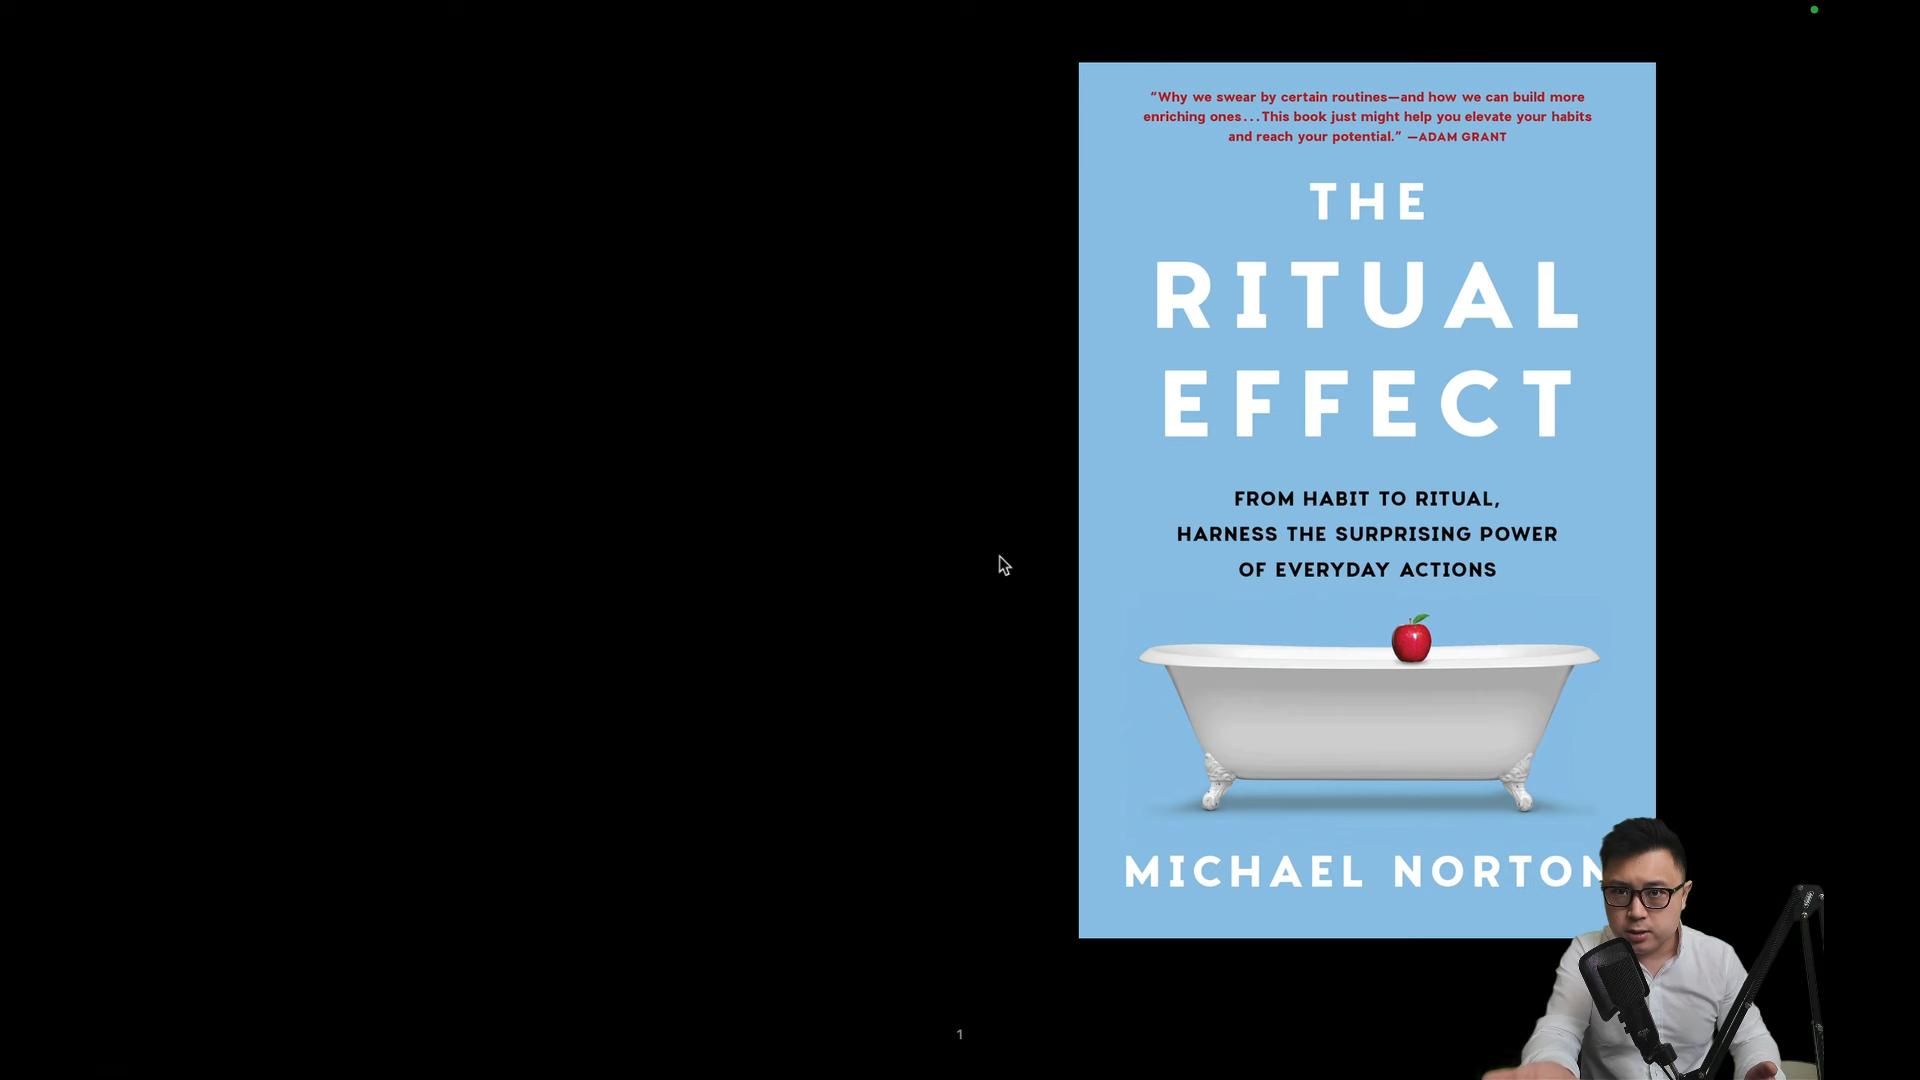 “Why we swear by certain routines—and how we can build more
enriching ones...This book just might help you elevate your habits
and reach your potential.” —ADAM GRANT
THE
RITUAL
EFFECT
FROM HABIT TO RITUAL,
HARNESS THE SURPRISING POWER
OF EVERYDAY ACTIONS
MICHAEL NORTON
1